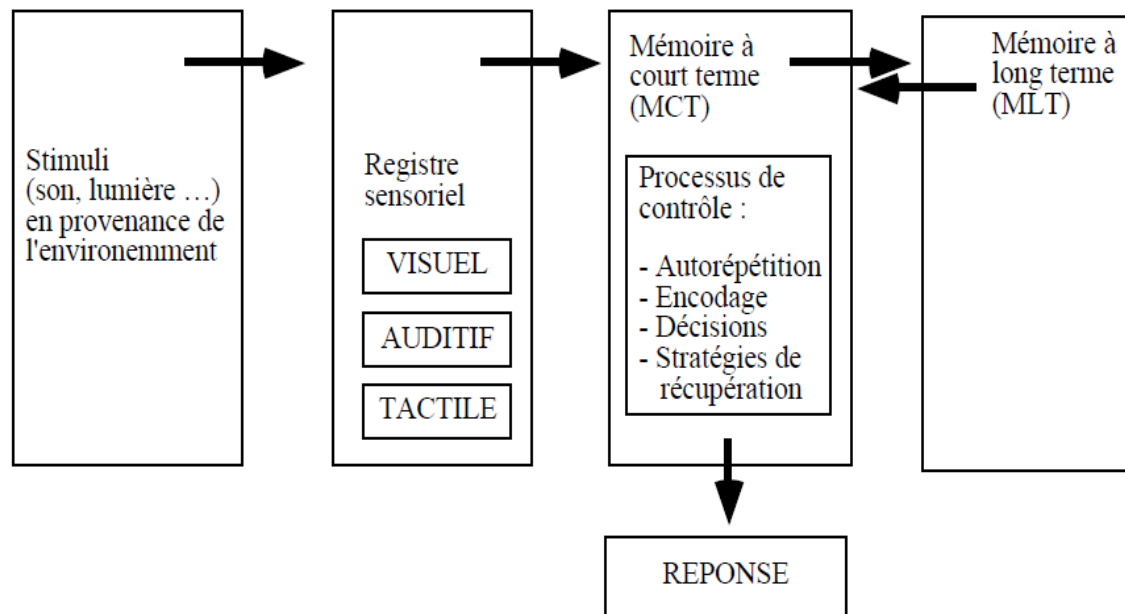 Stimuli
(son, lumière …)
en provenance de
l'environemment
Registre
sensoriel
VISUEL
AUDITIF
TACTILE
Mémoire à
court terme
(MCT)
Processus de
contrôle :
- Autorépétition
- Encodage
- Décisions
- Stratégies de
récupération
Mémoire à
long terme
(MLT)
REPONSE